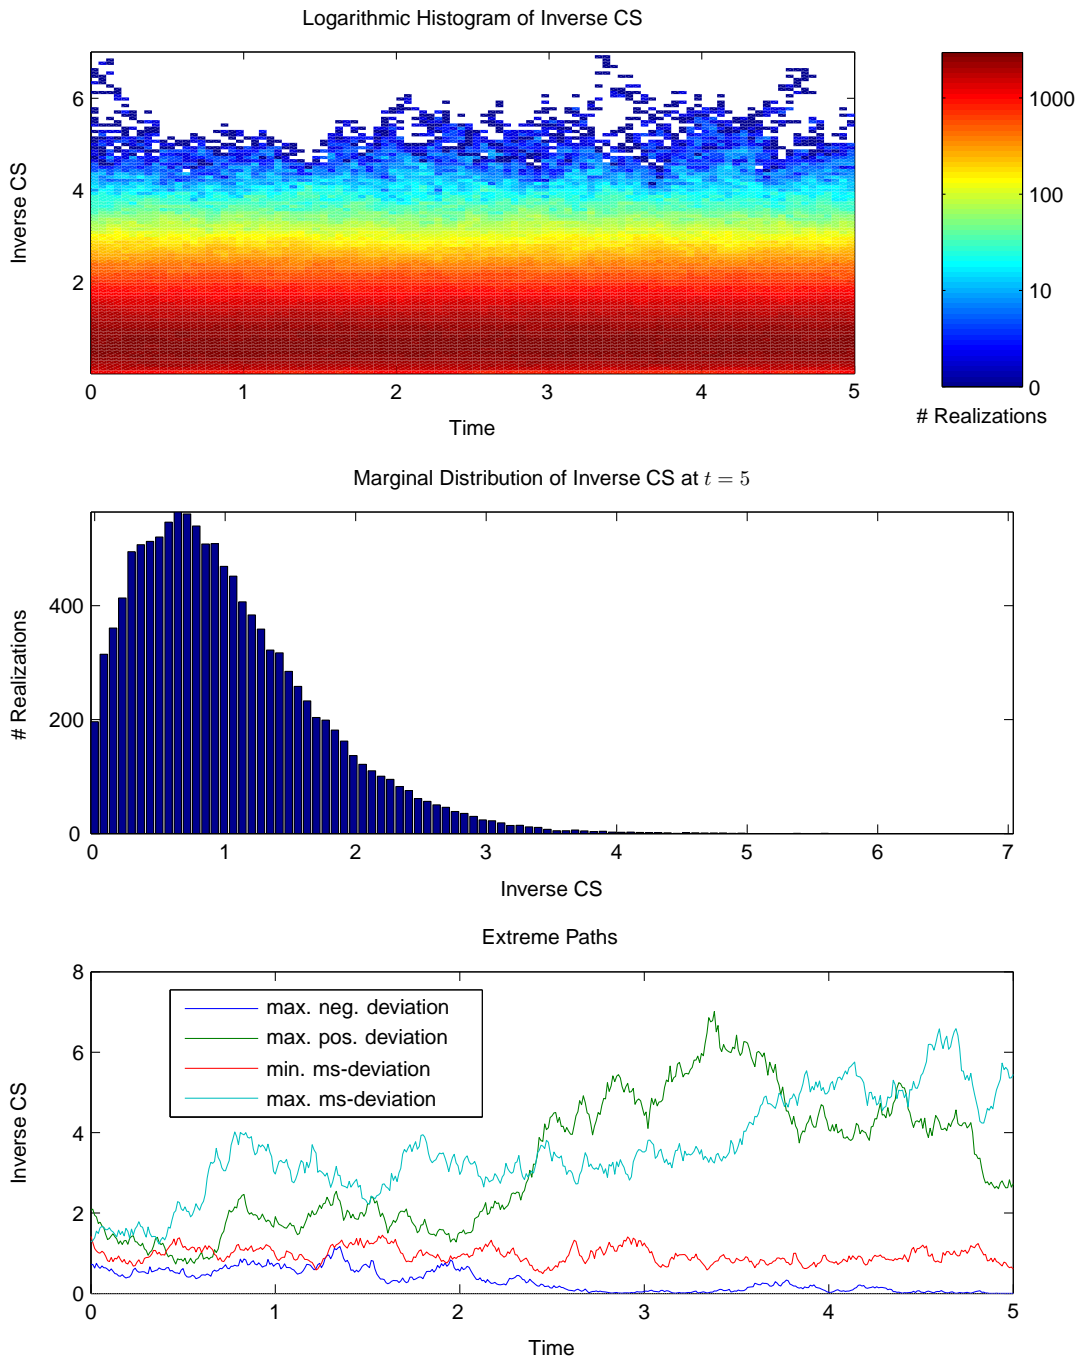 Logarithmic Histogram of Inverse CS
Inverse CS
6
4
2
0 1 2 3 4 5
Time
1000
100
10
0
# Realizations
Marginal Distribution of Inverse CS at t = 5
# Realizations
400
200
0
0 1 2 3 4 5 6 7
Inverse CS
Extreme Paths
Inverse CS
8
6
4
2
0
max. neg. deviation
max. pos. deviation
min. ms-deviation
max. ms-deviation
0 1 2 3 4 5
Time